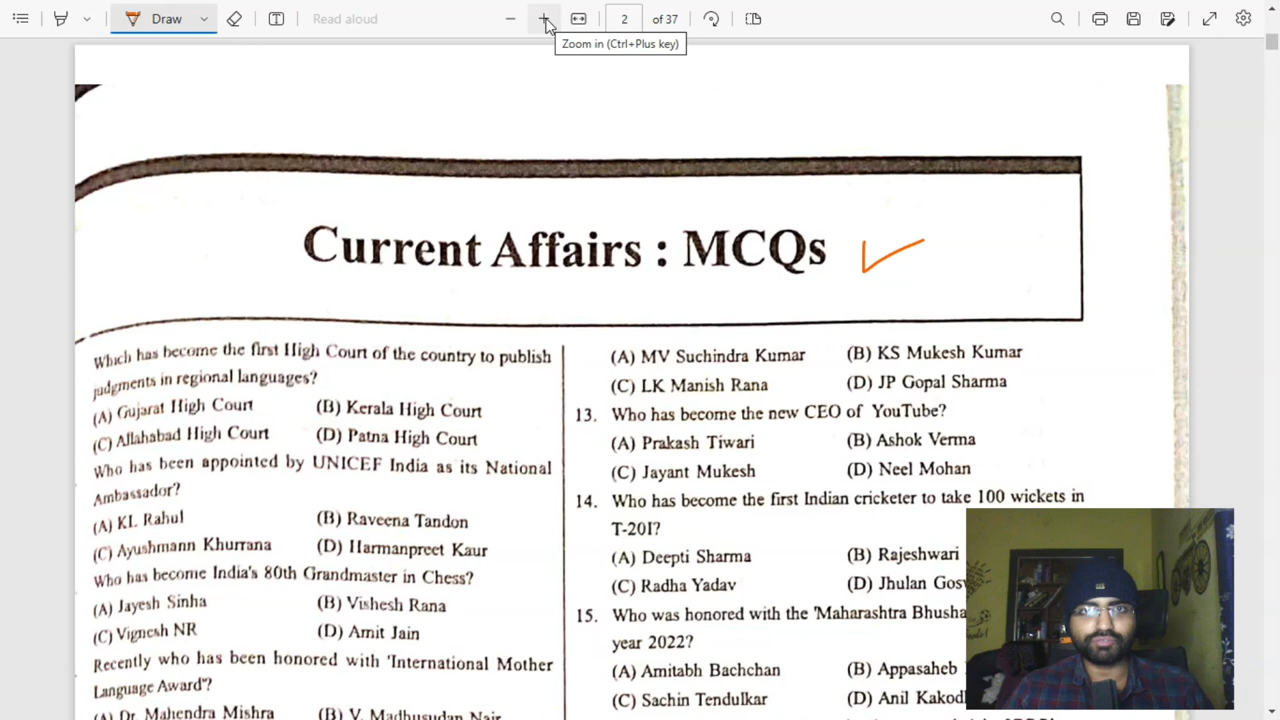 Draw
Read aloud
2
of 37
Zoom in (Ctrl+Plus key)
Current Affairs : MCQs
Which has become the first High Court of the country to publish
judgments in regional languages?
(A) Gujarat High Court (B) Kerala High Court
(C) Allahabad High Court (D) Patna High Court
Who has been appointed by UNICEF India as its National
Ambassador?
(A) KL Rahul (B) Raveena Tandon
(C) Ayushmann Khurrana (D) Harmanpreet Kaur
Who has become India's 80th Grandmaster in Chess?
(A) Jayesh Sinha (B) Vishesh Rana
(C) Vignesh NR (D) Amit Jain
Recently who has been honored with 'International Mother
Language Award'?
(A) Dr. Mahendra Mishra (B) V. Madhusudan Nair
(A) MV Suchindra Kumar (B) KS Mukesh Kumar
(C) LK Manish Rana (D) JP Gopal Sharma
13. Who has become the new CEO of YouTube?
(A) Prakash Tiwari (B) Ashok Verma
(C) Jayant Mukesh (D) Neel Mohan
14. Who has become the first Indian cricketer to take 100 wickets in
T-20I?
(A) Deepti Sharma (B) Rajeshwari
(C) Radha Yadav (D) Jhulan
15. Who was honored with the 'Maharashtra
year 2022?
(A) Amitabh Bachchan (B) Appasaheb
(C) Sachin Tendulkar (D) Anil